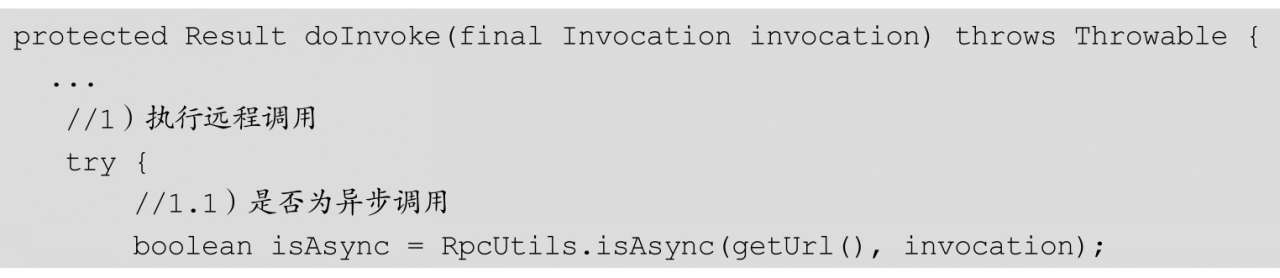 protected Result doInvoke(final Invocation invocation) throws Throwable {
...
//1）执行远程调用
try {
//1.1）是否为异步调用
boolean isAsync = RpcUtils.isAsync(getUrl(), invocation);